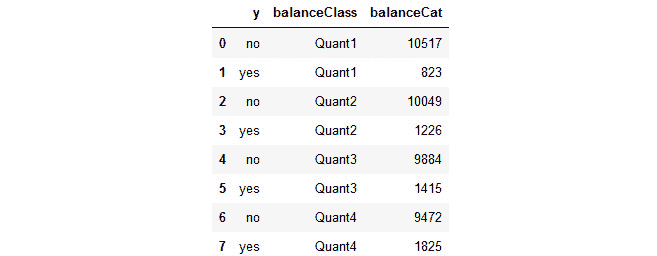 y balanceClass balanceCat
0 no Quant1 10517
1 yes Quant1 823
2 no Quant2 10049
3 yes Quant2 1226
4 no Quant3 9884
5 yes Quant3 1415
6 no Quant4 9472
7 yes Quant4 1825